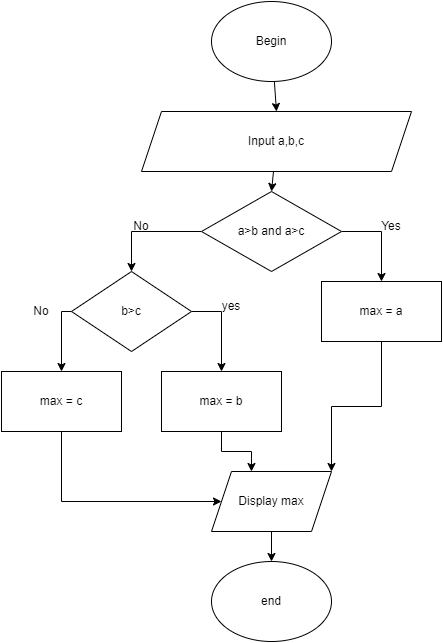 Begin
Input a,b,c
a>b and a>c
No
Yes
b>c
No
yes
max = a
max = c
max = b
Display max
end